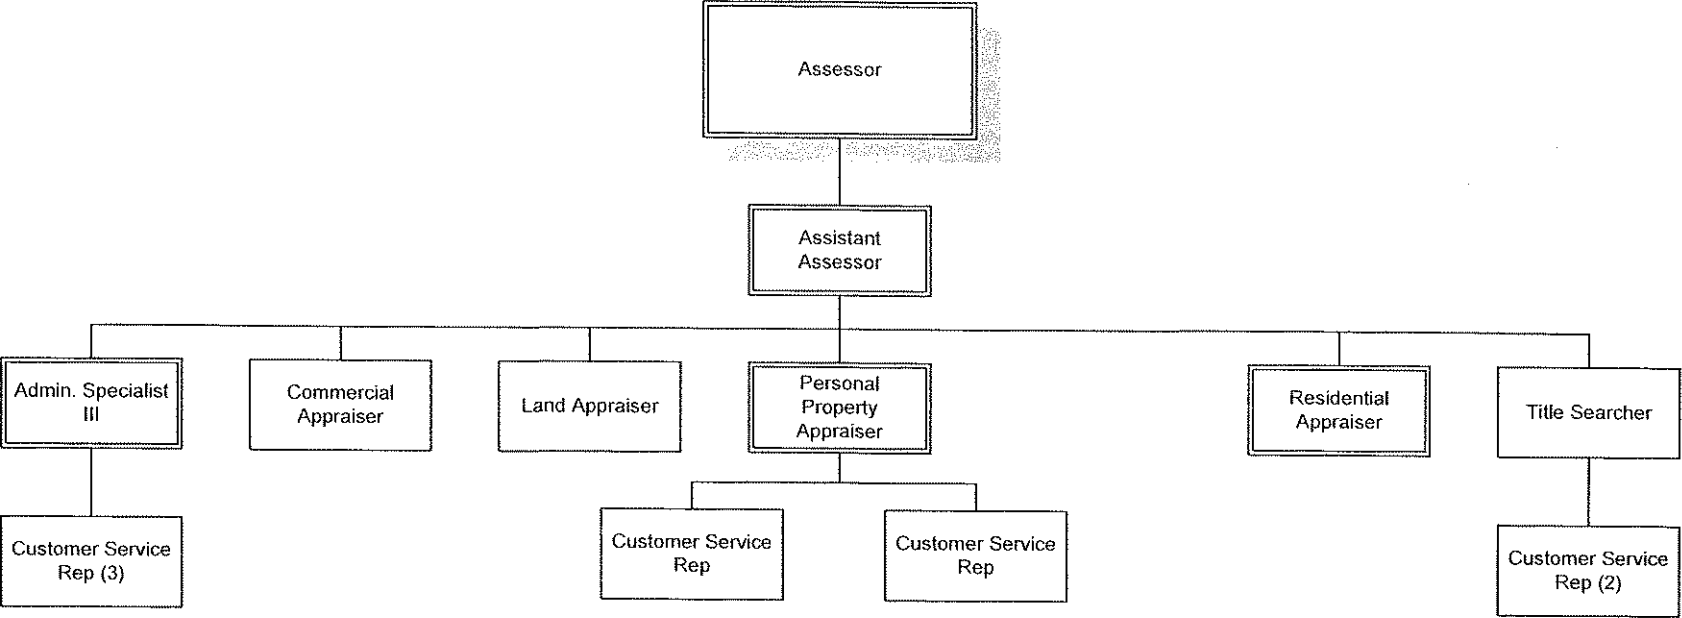 Assessor
Assistant
Assessor
Admin. Specialist
III
Commercial
Appraiser
Land Appraiser
Personal
Property
Appraiser
Residential
Appraiser
Title Searcher
Customer Service
Rep (3)
Customer Service
Rep
Customer Service
Rep
Customer Service
Rep (2)